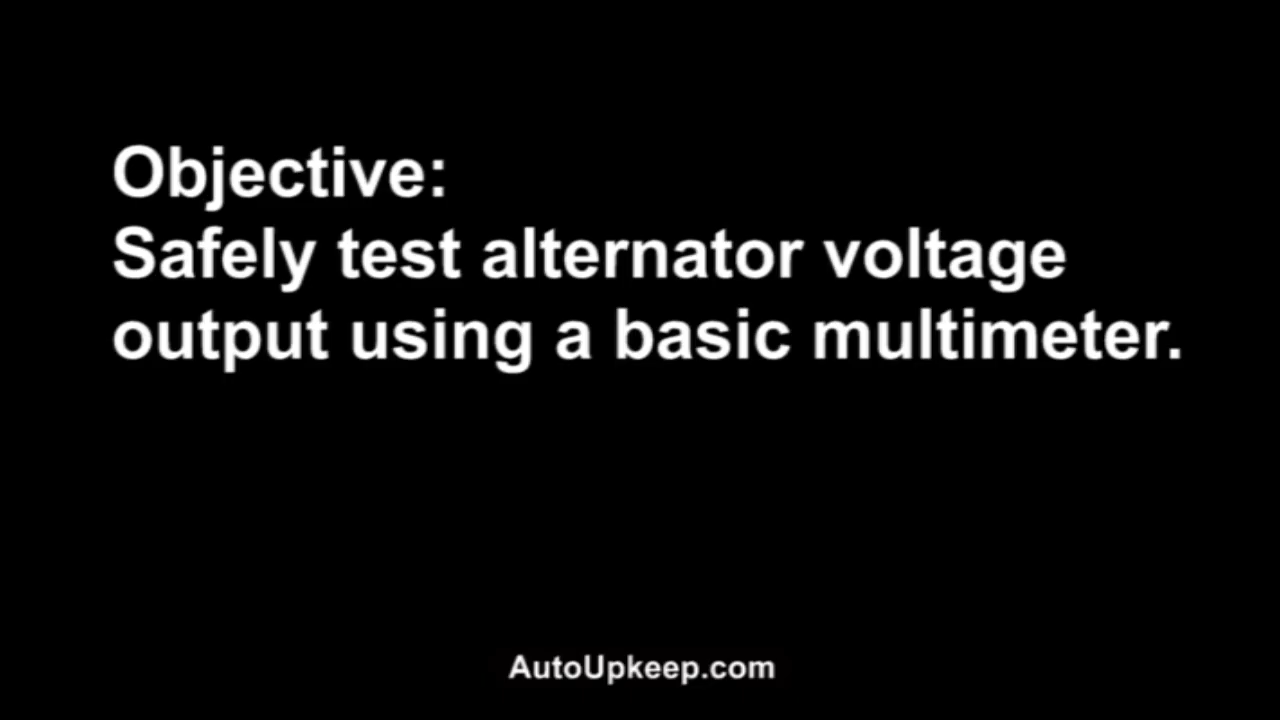 Objective:
Safely test alternator voltage
output using a basic multimeter.
AutoUpkeep.com